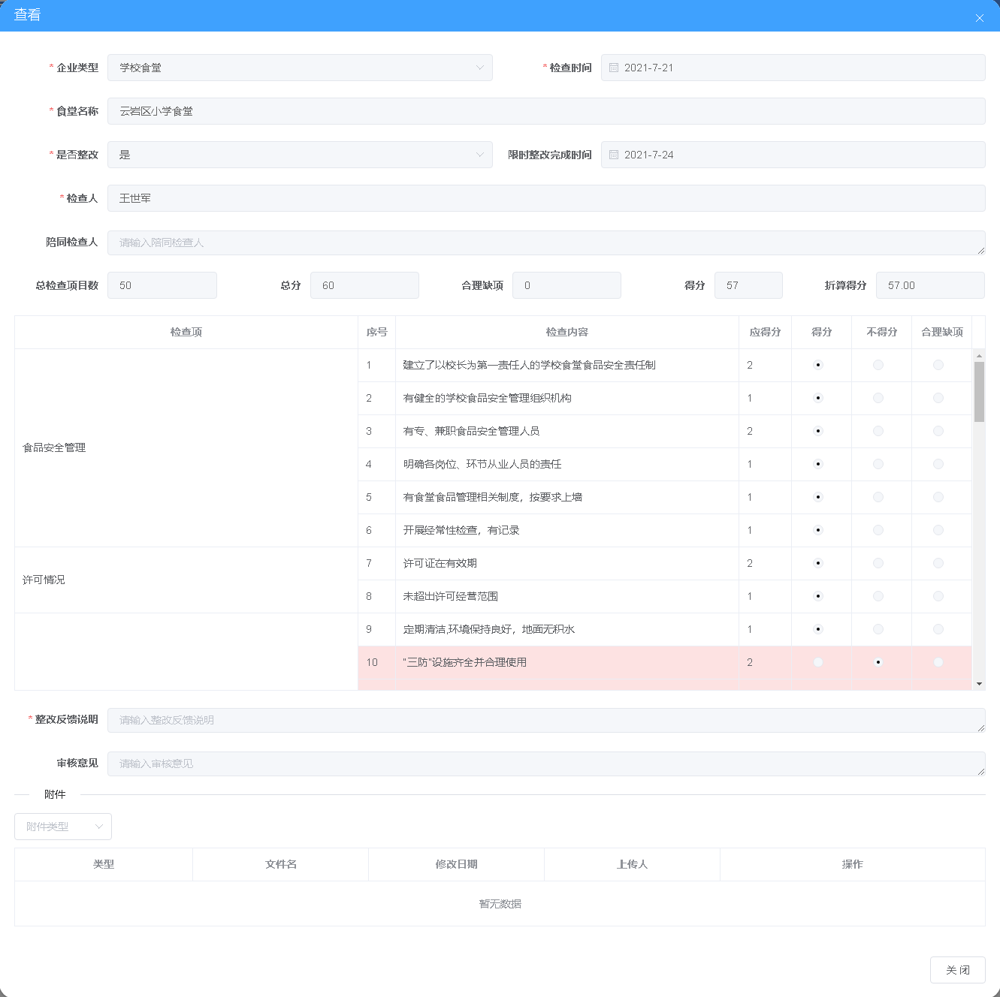 查看
* 企业类型 学校食堂 * 检查时间 2021-7-21
* 食堂名称 云岩区小学食堂
* 是否整改 是 限时整改完成时间 2021-7-24
* 检查人 王世军
陪同检查人 请输入陪同检查人
总检查项目数 50 总分 60 合理缺项 0 得分 57 折算得分 57.00
检查项 序号 检查内容 应得分 得分 不得分 合理缺项
食品安全管理
1 建立了以校长为第一责任人的学校食堂食品安全责任制 2
2 有健全的学校食品安全管理组织机构 1
3 有专、兼职食品安全管理人员 2
4 明确各岗位、环节从业人员的责任 1
5 有食堂食品管理相关制度，按要求上墙 1
6 开展经常性检查，有记录 1
许可情况
7 许可证在有效期 2
8 未超出许可经营范围 1
9 定期清洁,环境保持良好，地面无积水 1
10 "三防"设施齐全并合理使用 2
* 整改反馈说明 请输入整改反馈说明
审核意见 请输入审核意见
附件
附件类型
类型 文件名 修改日期 上传人 操作
暂无数据
关 闭